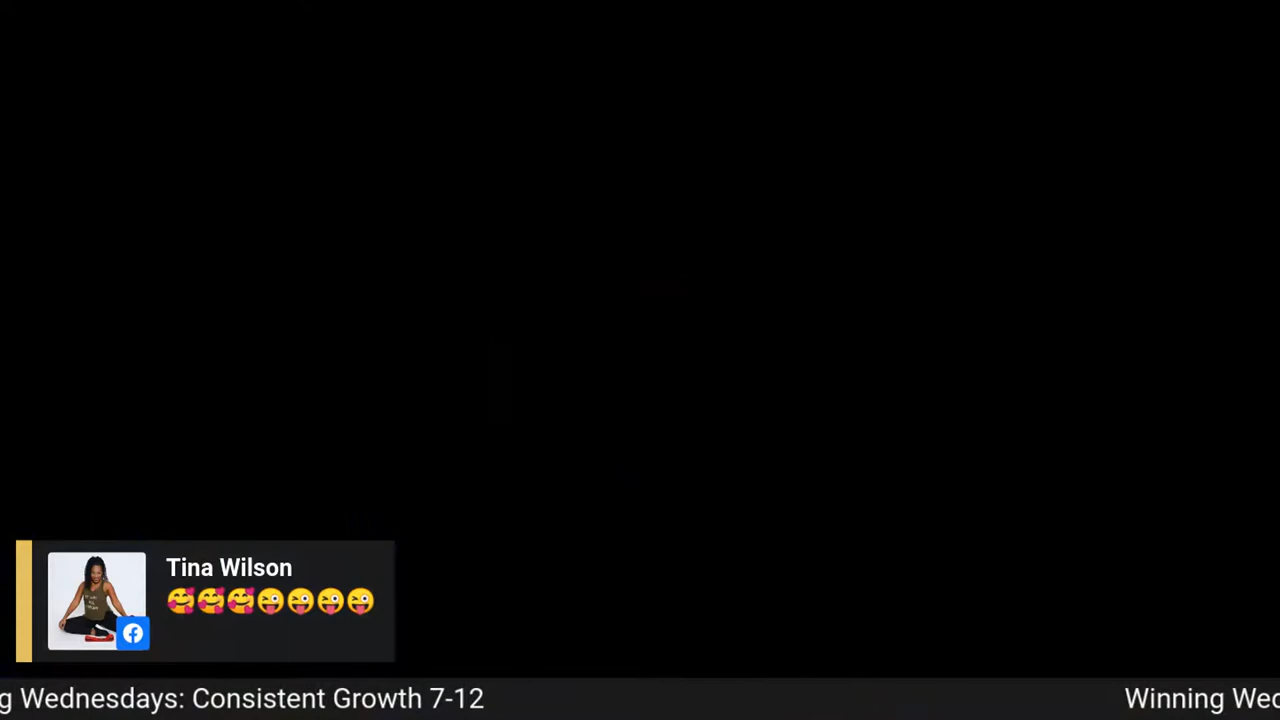 Tina Wilson
🥰🥰🥰😜😜😜😜
g Wednesdays: Consistent Growth 7-12 Winning Wed